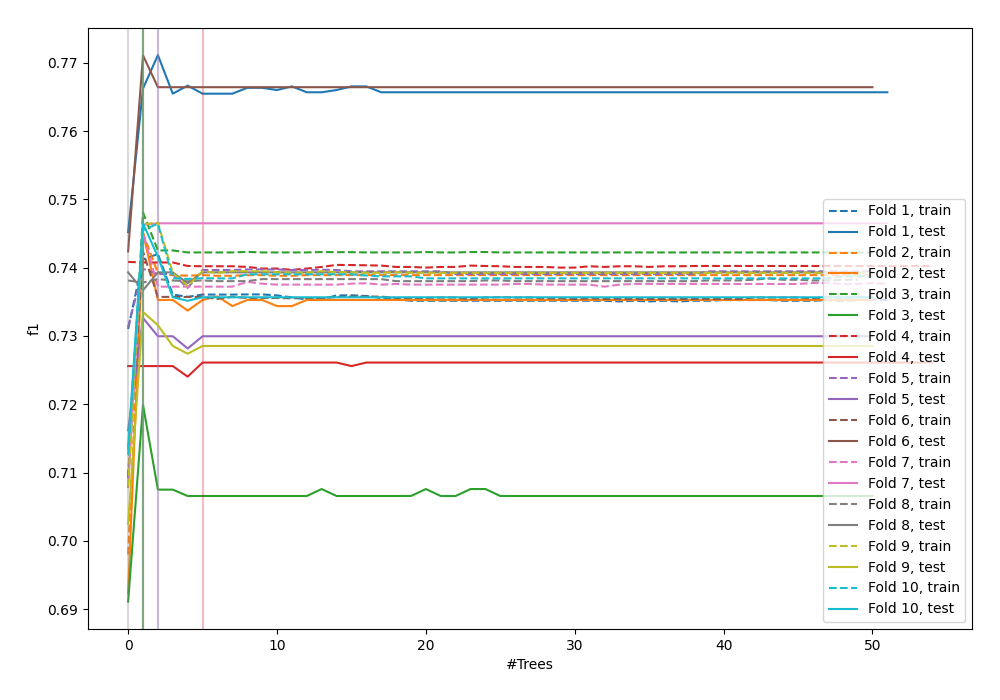 0.77
0.76
0.75
0.74
0.73
0.72
0.71
0.70
0.69
f1
0
10
20
30
40
50
#Trees
Fold 1, train
Fold 1, test
Fold 2, train
Fold 2, test
Fold 3, train
Fold 3, test
Fold 4, train
Fold 4, test
Fold 5, train
Fold 5, test
Fold 6, train
Fold 6, test
Fold 7, train
Fold 7, test
Fold 8, train
Fold 8, test
Fold 9, train
Fold 9, test
Fold 10, train
Fold 10, test